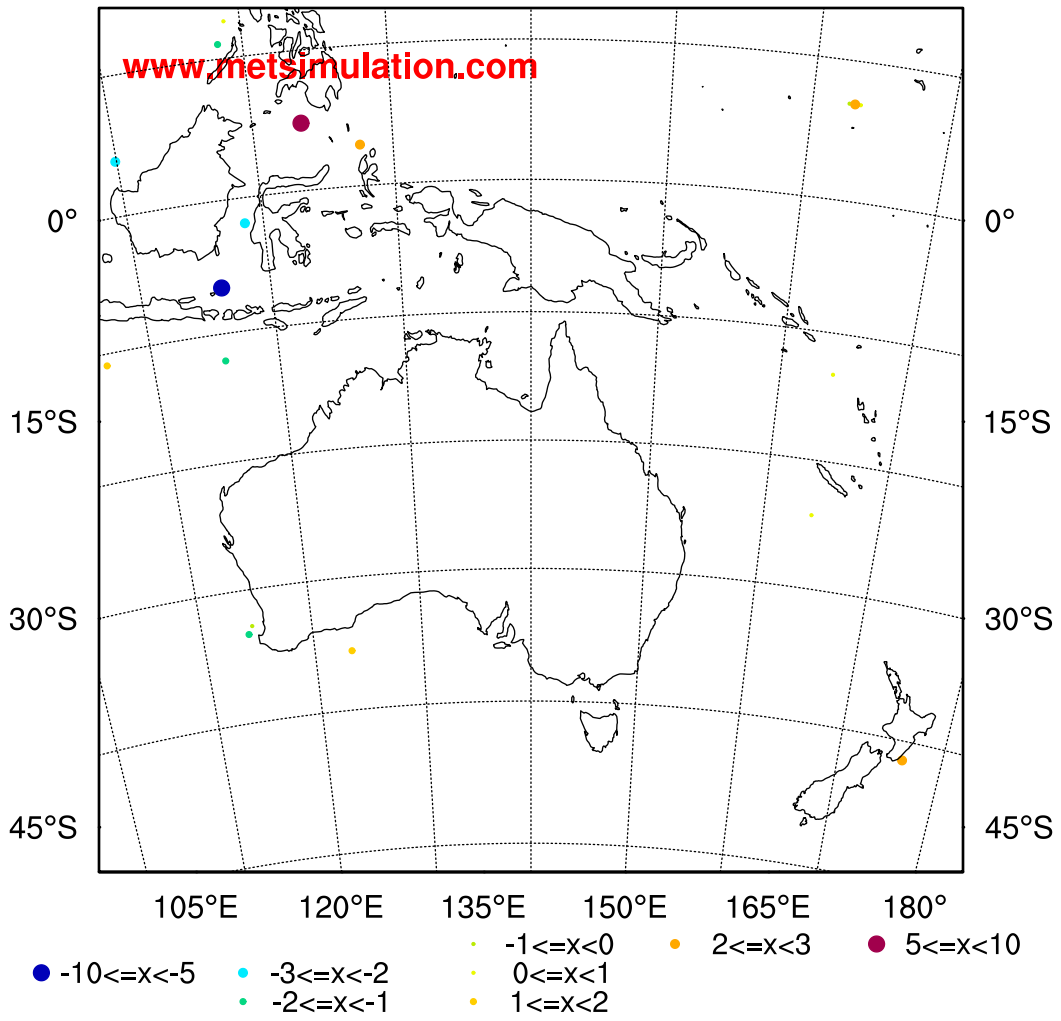 www.metsimulation.com
0° 0°
15°S 15°S
30°S 30°S
45°S 45°S
105°E 120°E 135°E 150°E 165°E 180°
-1<=x<0 2<=x<3 5<=x<10
-10<=x<-5 -3<=x<-2 0<=x<1
-2<=x<-1 1<=x<2